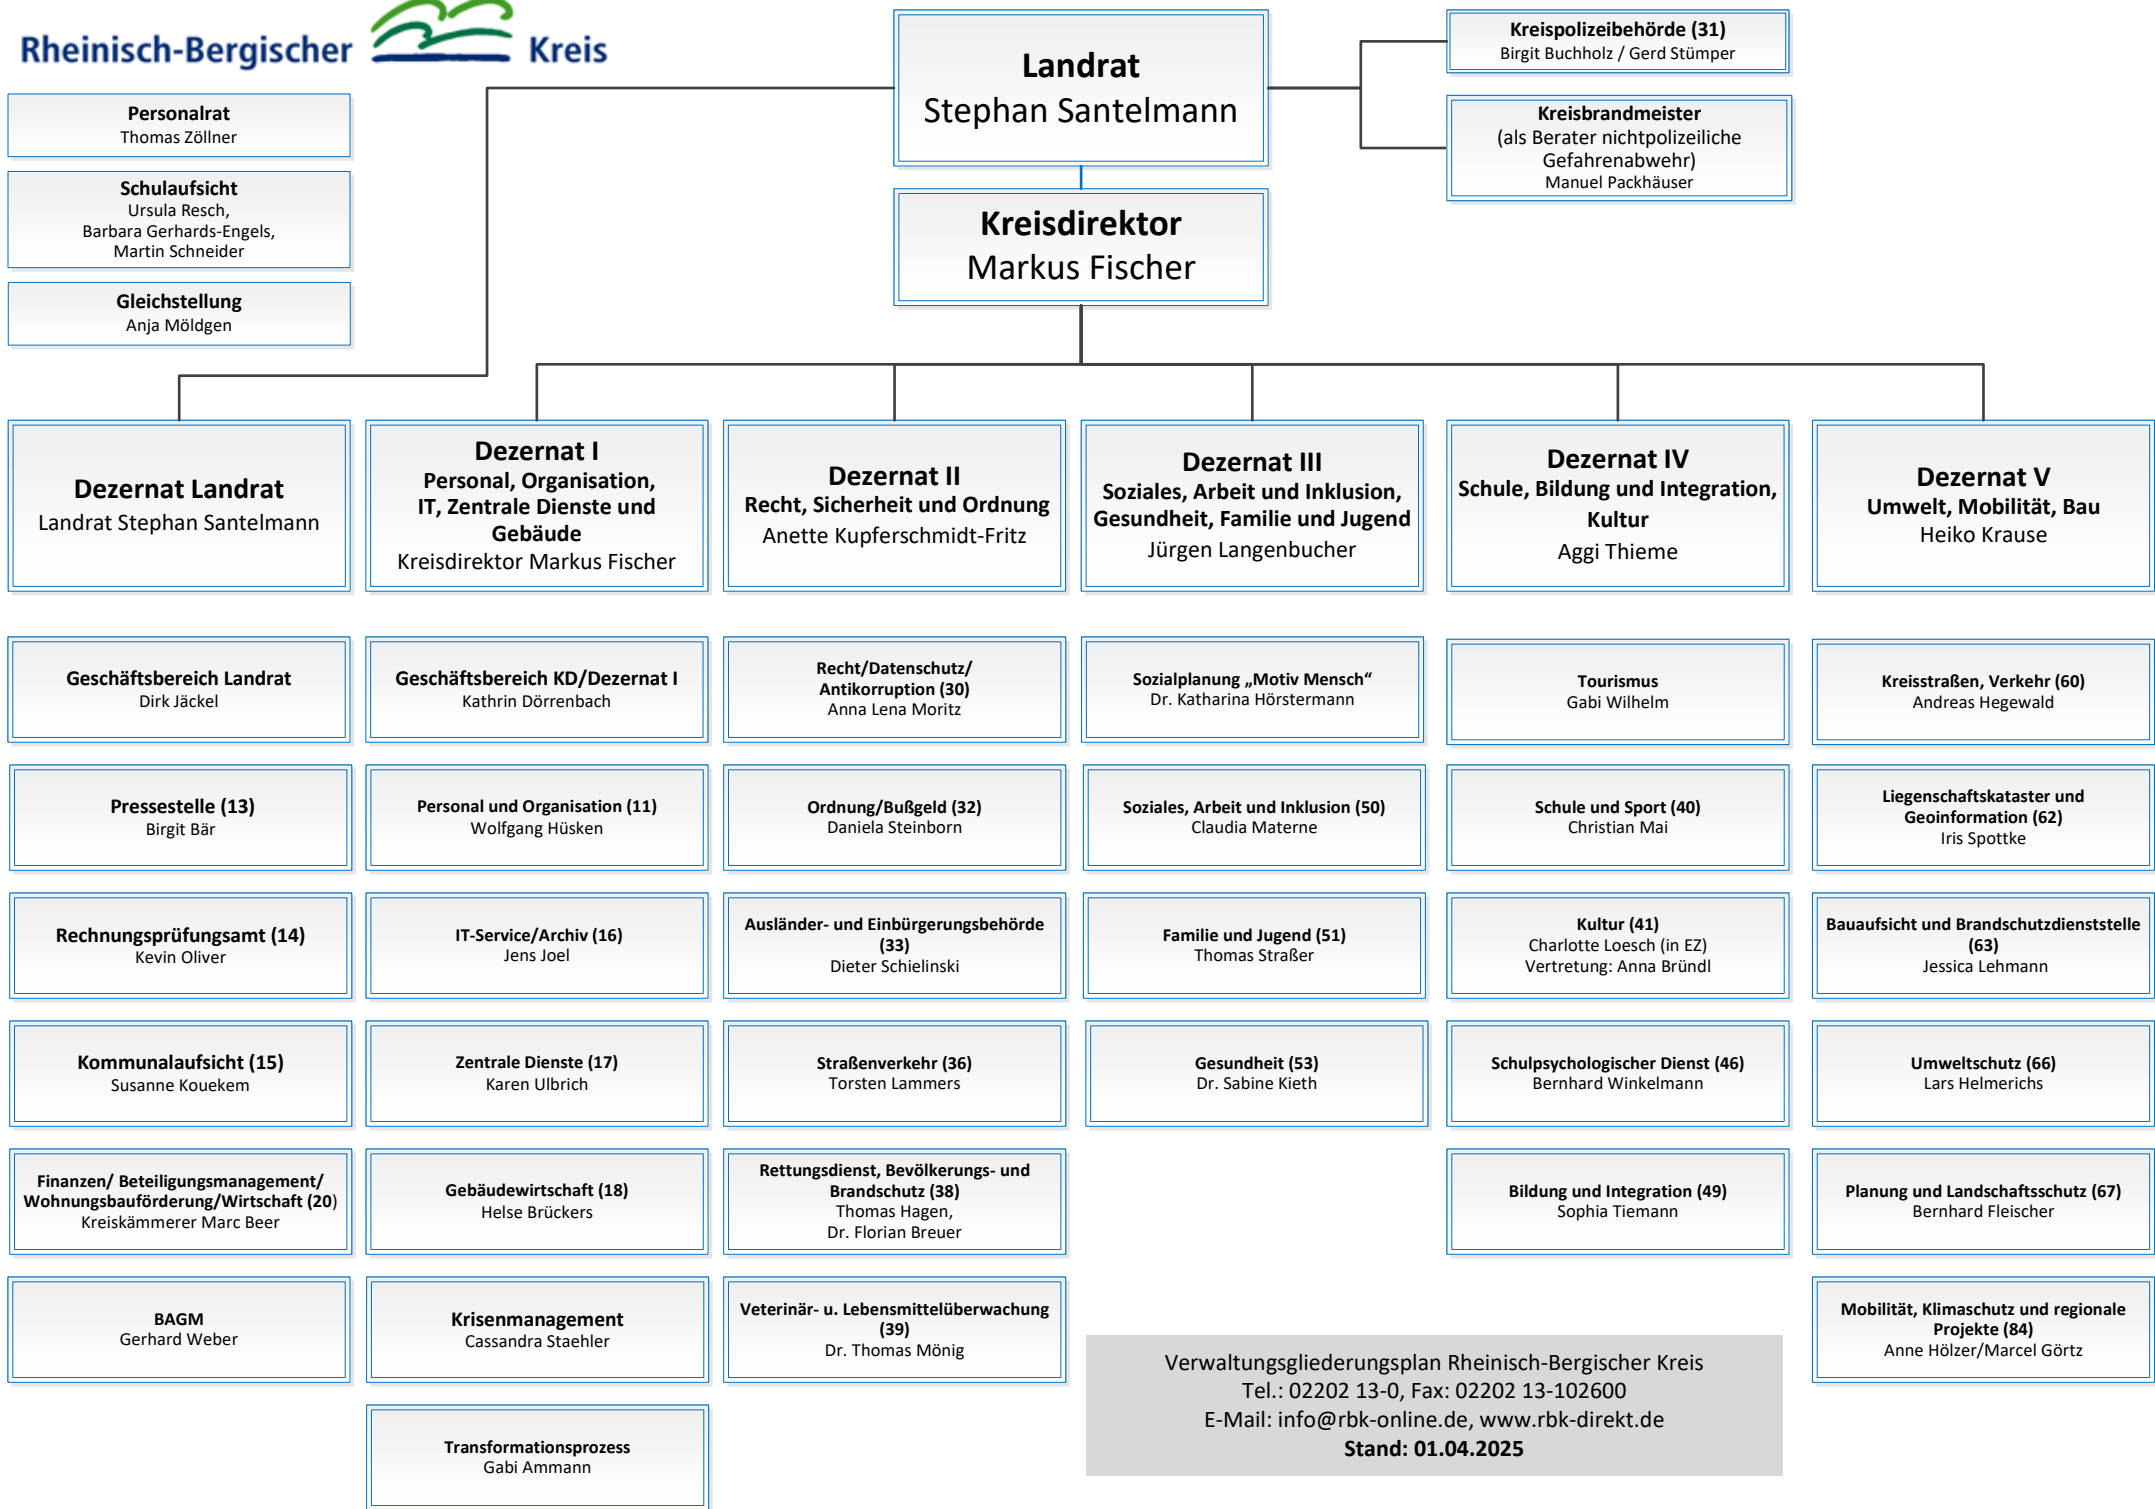 Rheinisch-Bergischer Kreis
Personalrat
Thomas Zöllner
Schulaufsicht
Ursula Resch,
Barbara Gerhards-Engels,
Martin Schneider
Gleichstellung
Anja Möldgen
Landrat
Stephan Santelmann
Kreisdirektor
Markus Fischer
Kreispolizeibehörde (31)
Birgit Buchholz / Gerd Stümper
Kreisbrandmeister
(als Berater nichtpolizeiliche
Gefahrenabwehr)
Manuel Packhäuser
Dezernat Landrat
Landrat Stephan Santelmann
Dezernat I
Personal, Organisation,
IT, Zentrale Dienste und
Gebäude
Kreisdirektor Markus Fischer
Dezernat II
Recht, Sicherheit und Ordnung
Anette Kupferschmidt-Fritz
Dezernat III
Soziales, Arbeit und Inklusion,
Gesundheit, Familie und Jugend
Jürgen Langenbucher
Dezernat IV
Schule, Bildung und Integration,
Kultur
Aggi Thieme
Dezernat V
Umwelt, Mobilität, Bau
Heiko Krause
Geschäftsbereich Landrat
Dirk Jäckel
Geschäftsbereich KD/Dezernat I
Kathrin Dörrenbach
Recht/Datenschutz/
Antikorruption (30)
Anna Lena Moritz
Sozialplanung „Motiv Mensch“
Dr. Katharina Hörstermann
Tourismus
Gabi Wilhelm
Kreisstraßen, Verkehr (60)
Andreas Hegewald
Pressestelle (13)
Birgit Bär
Personal und Organisation (11)
Wolfgang Hüsken
Ordnung/Bußgeld (32)
Daniela Steinborn
Soziales, Arbeit und Inklusion (50)
Claudia Materne
Schule und Sport (40)
Christian Mai
Liegenschaftskataster und
Geoinformation (62)
Iris Spottke
Rechnungsprüfungsamt (14)
Kevin Oliver
IT-Service/Archiv (16)
Jens Joel
Ausländer- und Einbürgerungsbehörde
(33)
Dieter Schielinski
Familie und Jugend (51)
Thomas Straßer
Kultur (41)
Charlotte Loesch (in EZ)
Vertretung: Anna Bründl
Bauaufsicht und Brandschutzdienststelle
(63)
Jessica Lehmann
Kommunalaufsicht (15)
Susanne Kouekem
Zentrale Dienste (17)
Karen Ulbrich
Straßenverkehr (36)
Torsten Lammers
Gesundheit (53)
Dr. Sabine Kieth
Schulpsychologischer Dienst (46)
Bernhard Winkelmann
Umweltschutz (66)
Lars Helmerichs
Finanzen/ Beteiligungsmanagement/
Wohnungsbauförderung/Wirtschaft (20)
Kreiskämmerer Marc Beer
Gebäudewirtschaft (18)
Helse Brückers
Rettungsdienst, Bevölkerungs- und
Brandschutz (38)
Thomas Hagen,
Dr. Florian Breuer
Bildung und Integration (49)
Sophia Tiemann
Planung und Landschaftsschutz (67)
Bernhard Fleischer
BAGM
Gerhard Weber
Krisenmanagement
Cassandra Staehler
Veterinär- u. Lebensmittelüberwachung
(39)
Dr. Thomas Mönig
Mobilität, Klimaschutz und regionale
Projekte (84)
Anne Hölzer/Marcel Görtz
Transformationsprozess
Gabi Ammann
Verwaltungsgliederungsplan Rheinisch-Bergischer Kreis
Tel.: 02202 13-0, Fax: 02202 13-102600
E-Mail: info@rbk-online.de, www.rbk-direkt.de
Stand: 01.04.2025